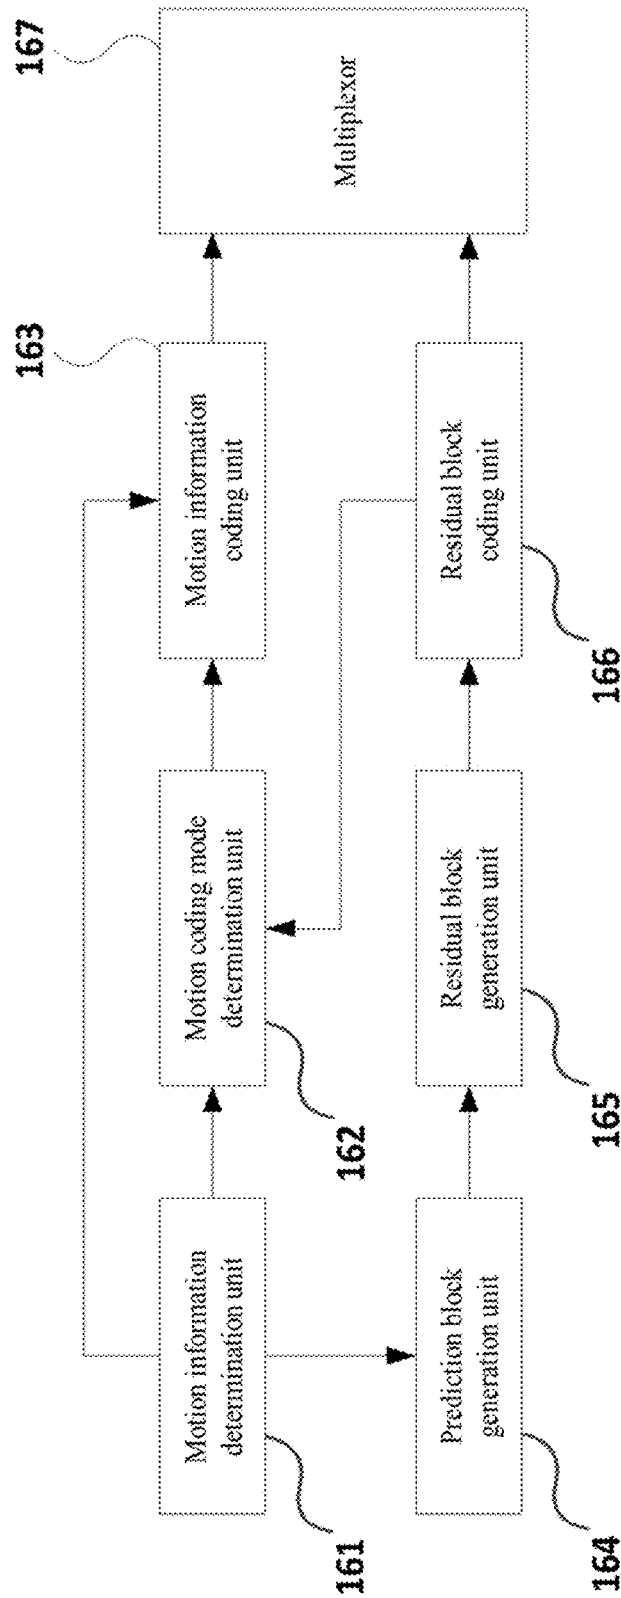 163
167
Motion information
determination unit
Motion coding mode
determination unit
Motion information
coding unit
Multiplexor
161
162
Prediction block
generation unit
Residual block
generation unit
Residual block
coding unit
164
165
166